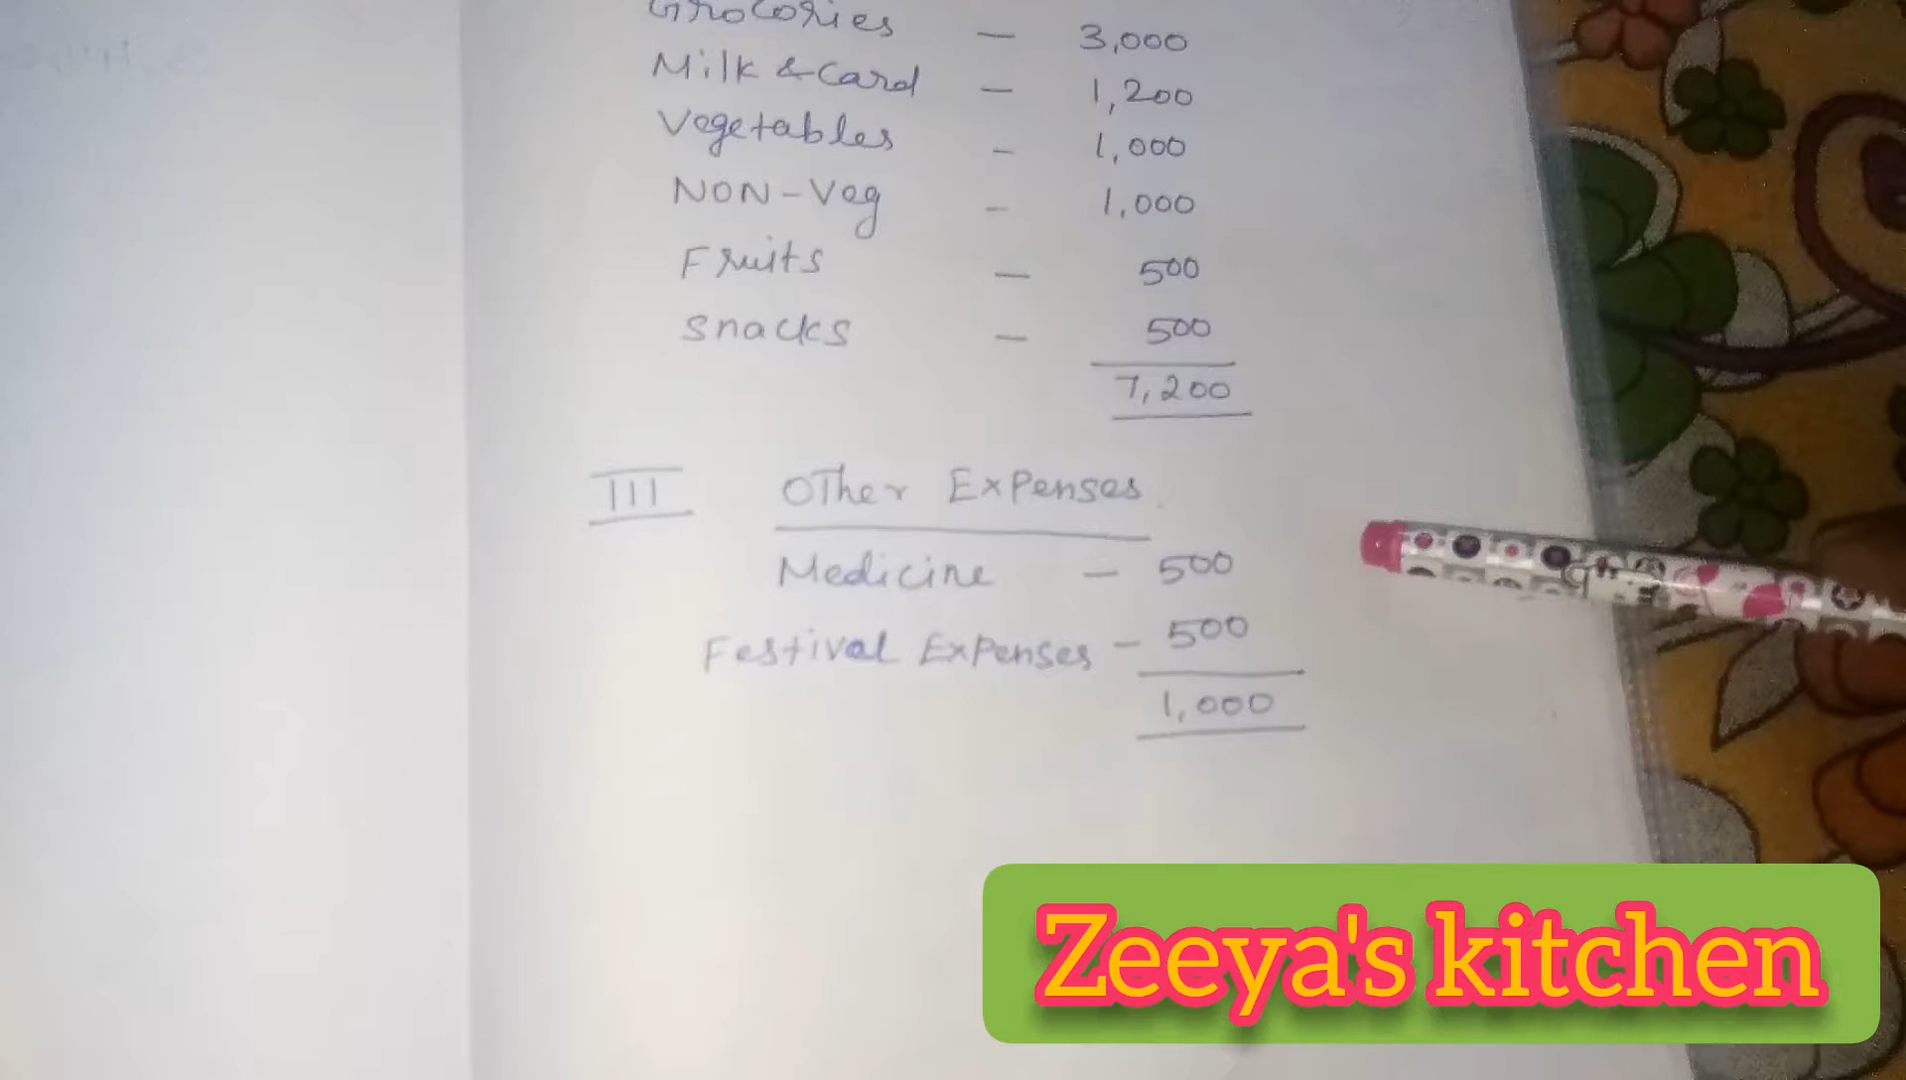 Grocories — 3,000
Milk & Card — 1,200
Vegetables - 1,000
NON-Veg - 1,000
Fruits — 500
Snacks — 500
7,200
III Other Expenses
Medicine — 500
Festival Expenses - 500
1,000
Zeeya's kitchen